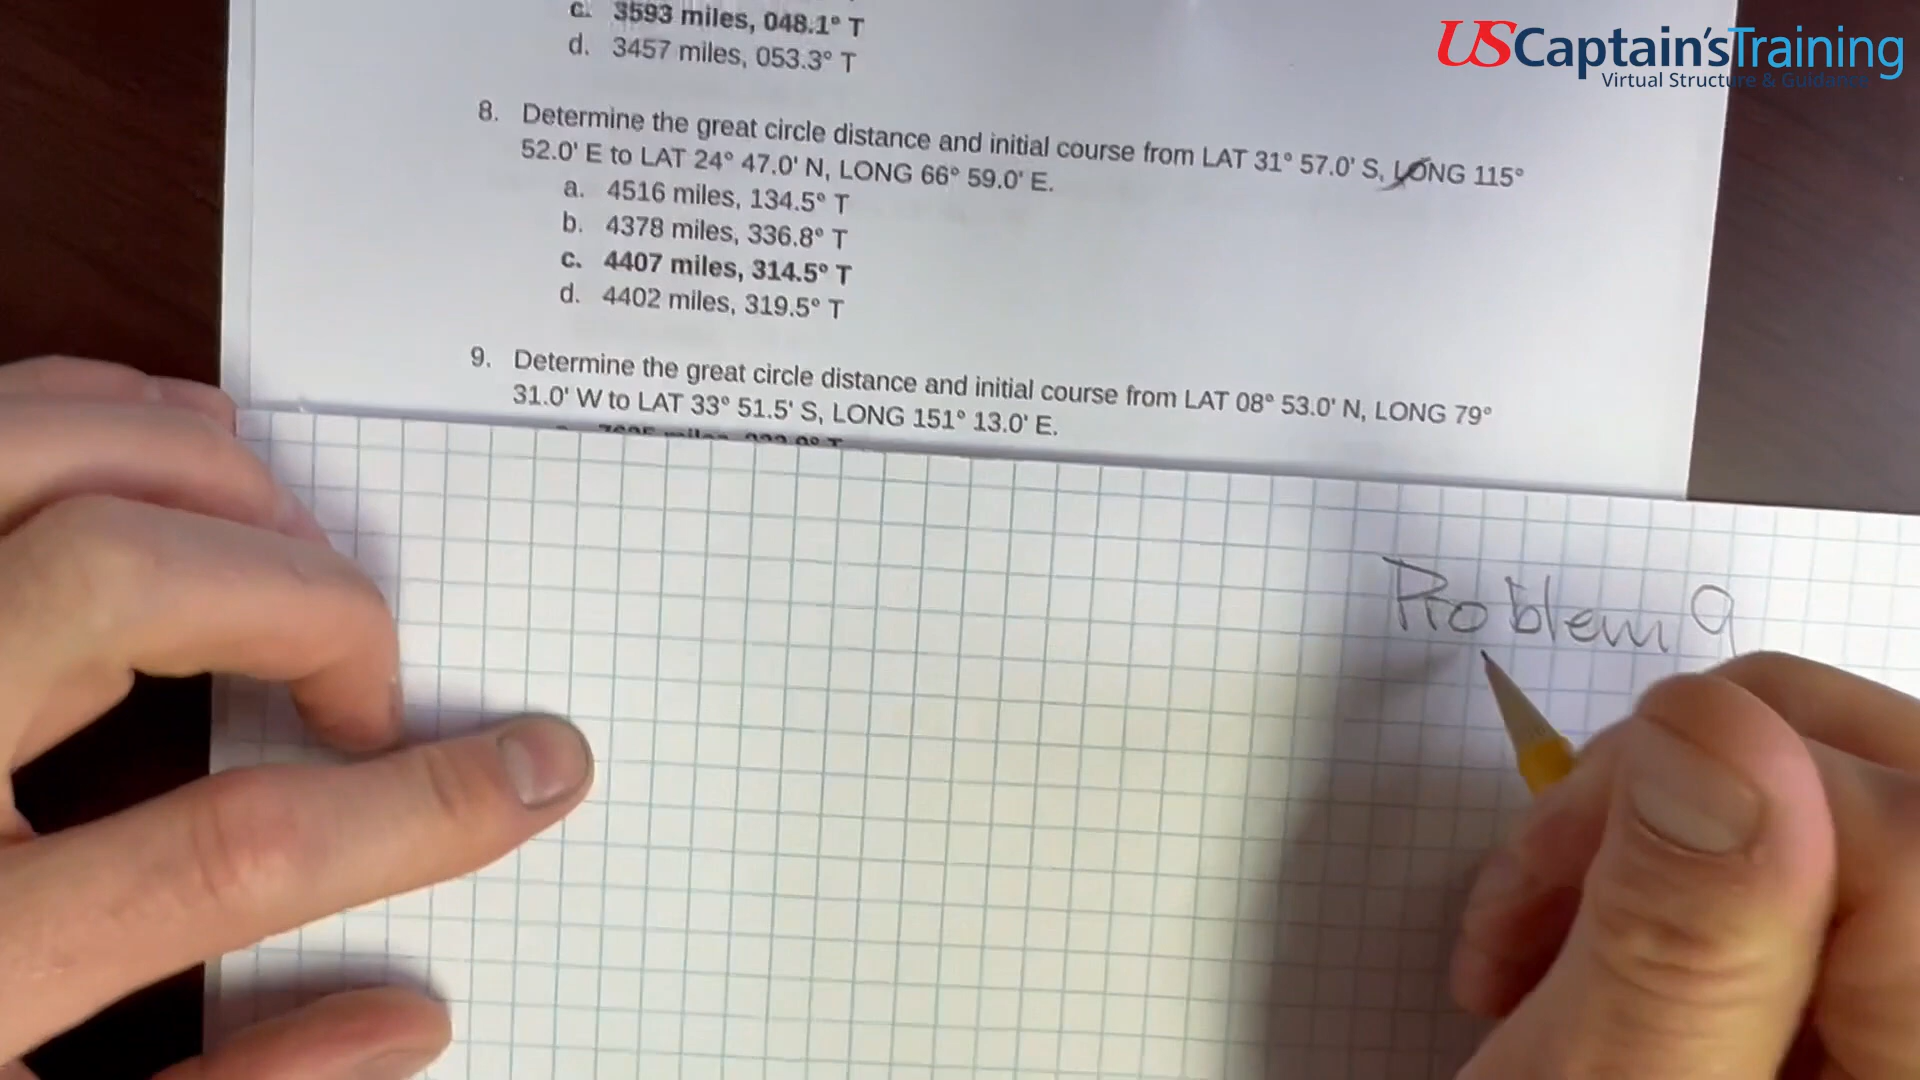 c. 3593 miles, 048.1° T
d. 3457 miles, 053.3° T
USCaptain'sTraining
Virtual Structure & Guidance
8. Determine the great circle distance and initial course from LAT 31° 57.0' S, LONG 115°
52.0' E to LAT 24° 47.0' N, LONG 66° 59.0' E.
a. 4516 miles, 134.5° T
b. 4378 miles, 336.8° T
c. 4407 miles, 314.5° T
d. 4402 miles, 319.5° T
9. Determine the great circle distance and initial course from LAT 08° 53.0' N, LONG 79°
31.0' W to LAT 33° 51.5' S, LONG 151° 13.0' E.
Problem 9